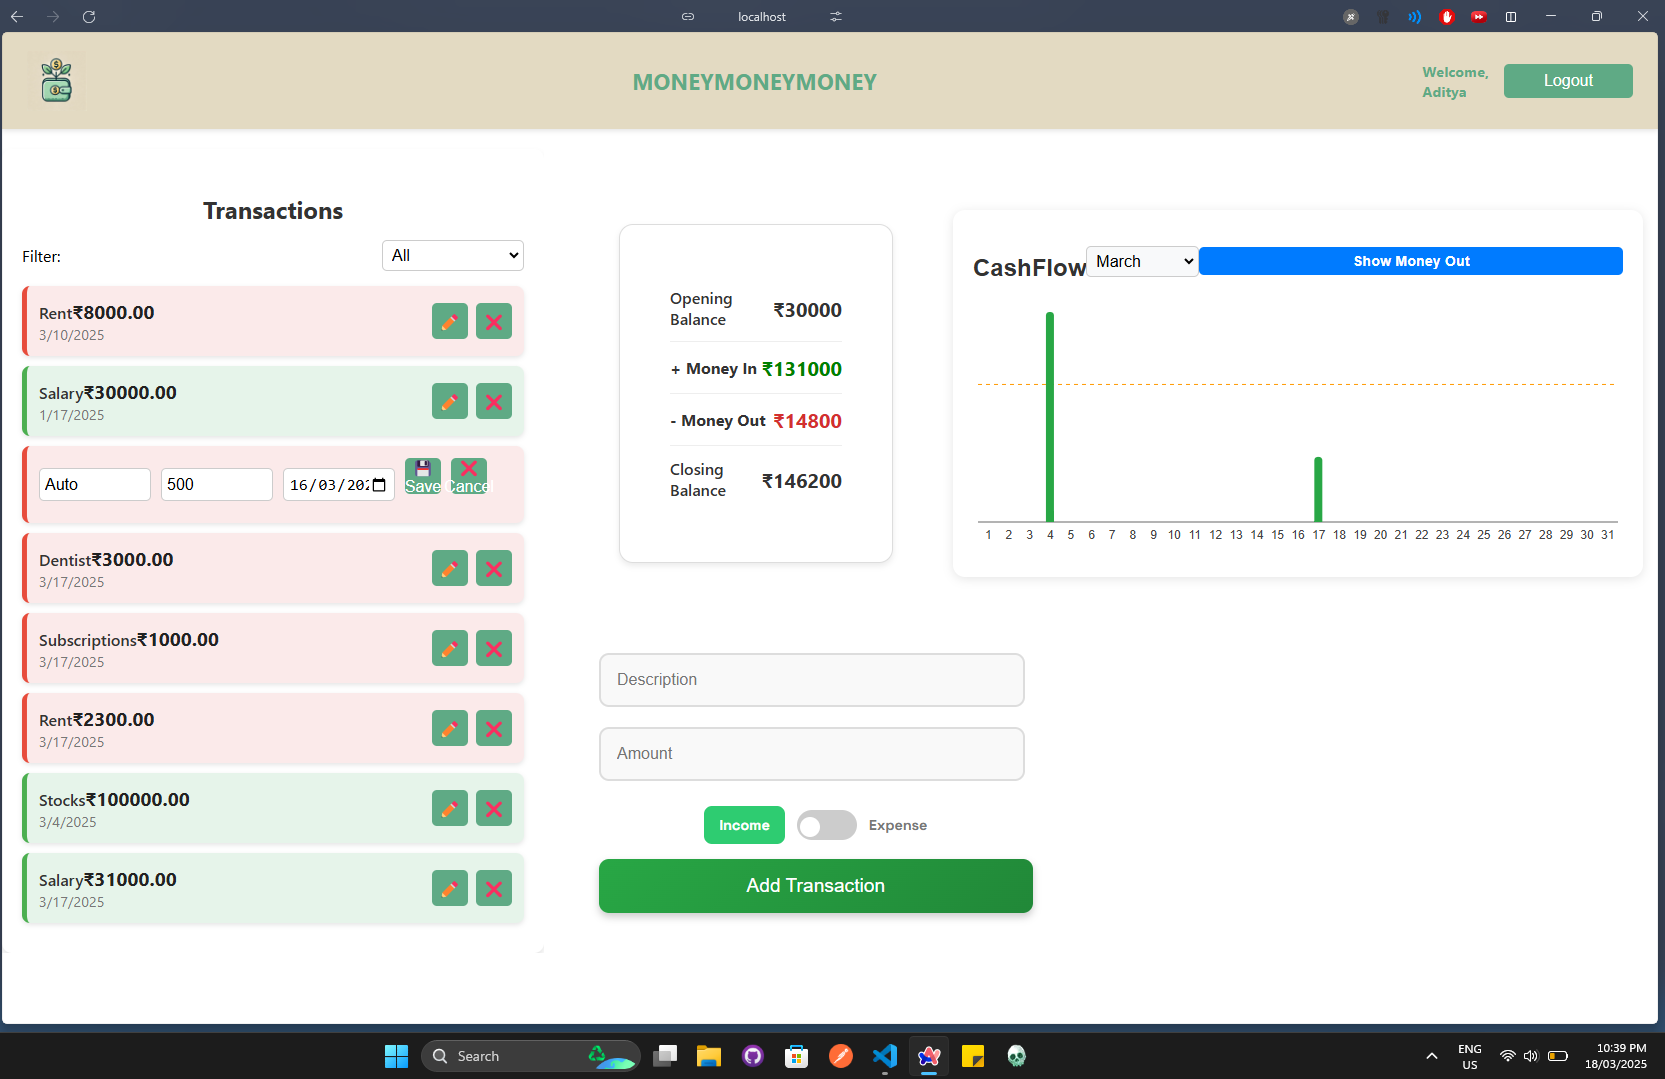 localhost
MONEYMONEYMONEY
Welcome,
Aditya
Logout
Transactions
Filter:
All
Rent₹8000.00
3/10/2025
Salary₹30000.00
1/17/2025
Auto
500
16/03/202
Save
Cancel
Dentist₹3000.00
3/17/2025
Subscriptions₹1000.00
3/17/2025
Rent₹2300.00
3/17/2025
Stocks₹100000.00
3/4/2025
Salary₹31000.00
3/17/2025
Opening
Balance
₹30000
+ Money In ₹131000
- Money Out ₹14800
Closing
Balance
₹146200
CashFlow
March
Show Money Out
1 2 3 4 5 6 7 8 9 10 11 12 13 14 15 16 17 18 19 20 21 22 23 24 25 26 27 28 29 30 31
Description
Amount
Income
Expense
Add Transaction
Search
ENG
US
10:39 PM
18/03/2025